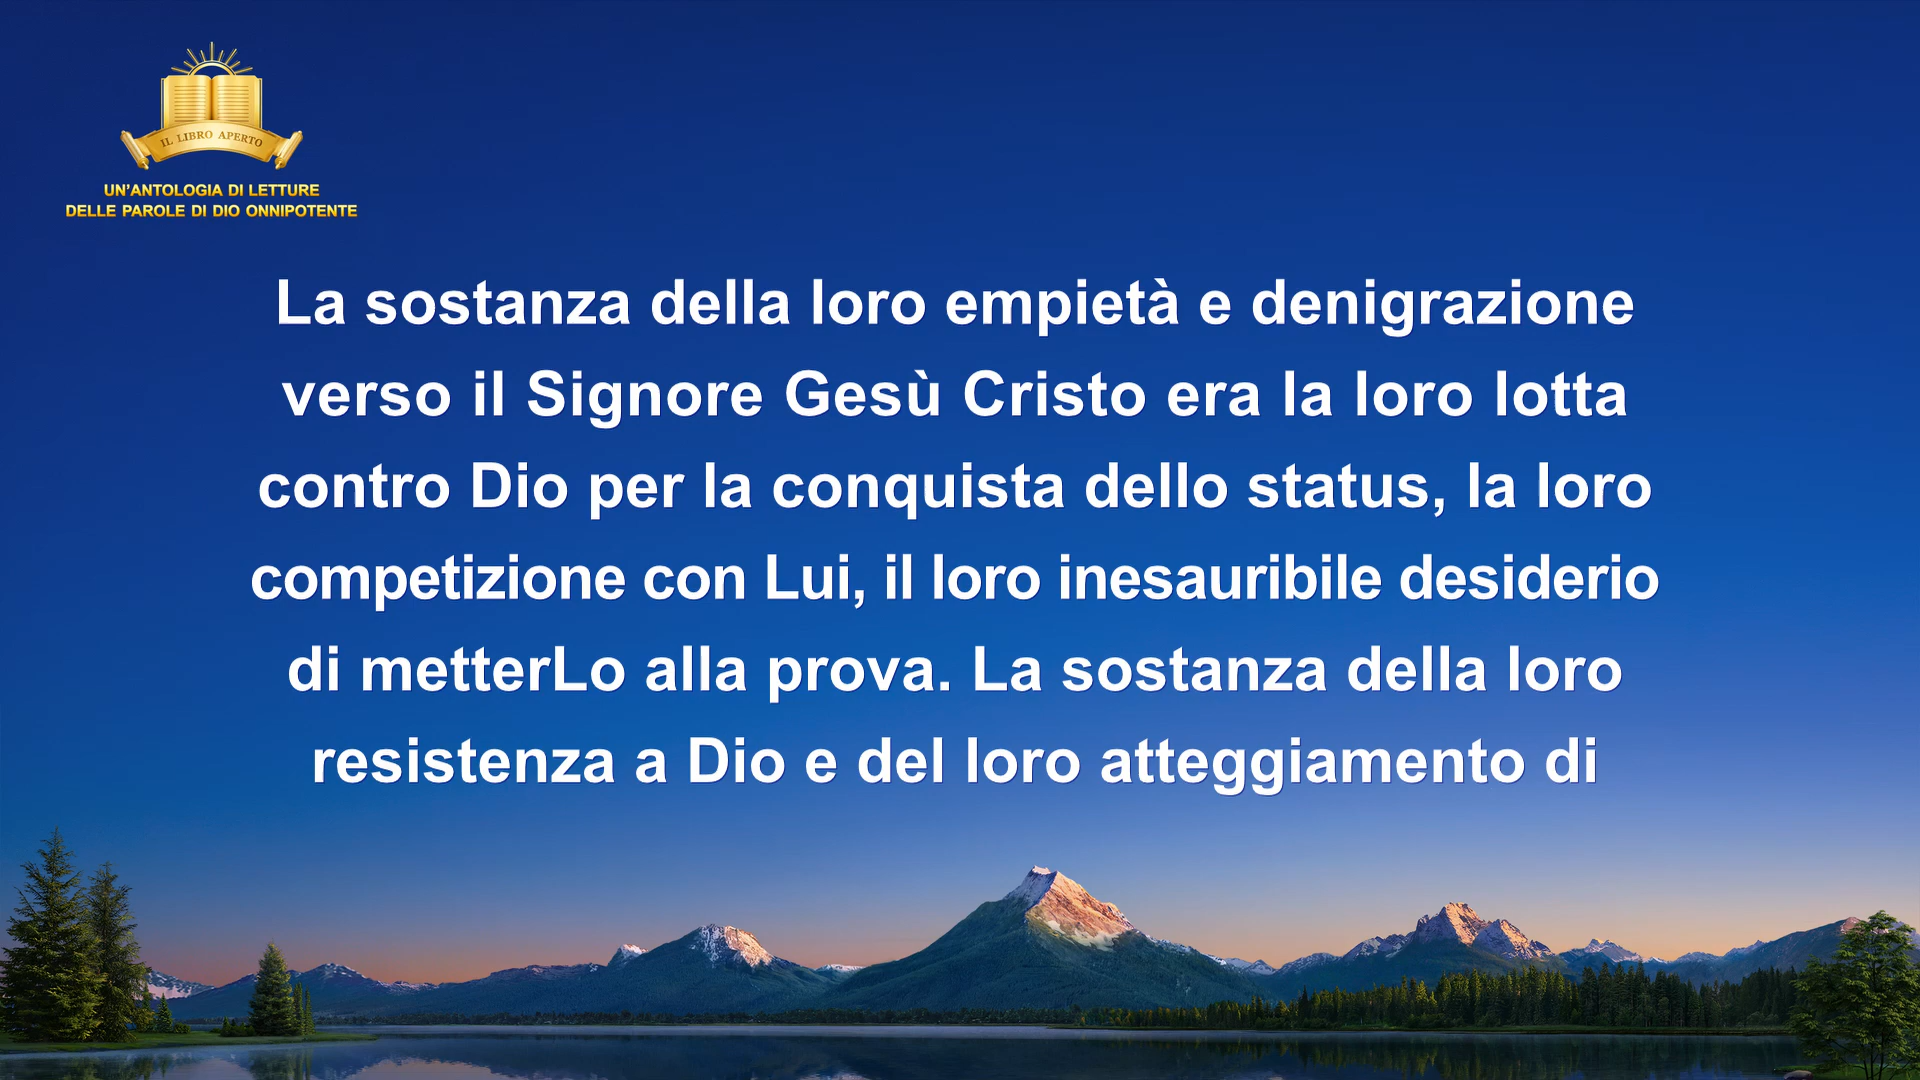 IL LIBRO APERTO
UN'ANTOLOGIA DI LETTURE
DELLE PAROLE DI DIO ONNIPOTENTE
La sostanza della loro empietà e denigrazione
verso il Signore Gesù Cristo era la loro lotta
contro Dio per la conquista dello status, la loro
competizione con Lui, il loro inesauribile desiderio
di metterLo alla prova. La sostanza della loro
resistenza a Dio e del loro atteggiamento di